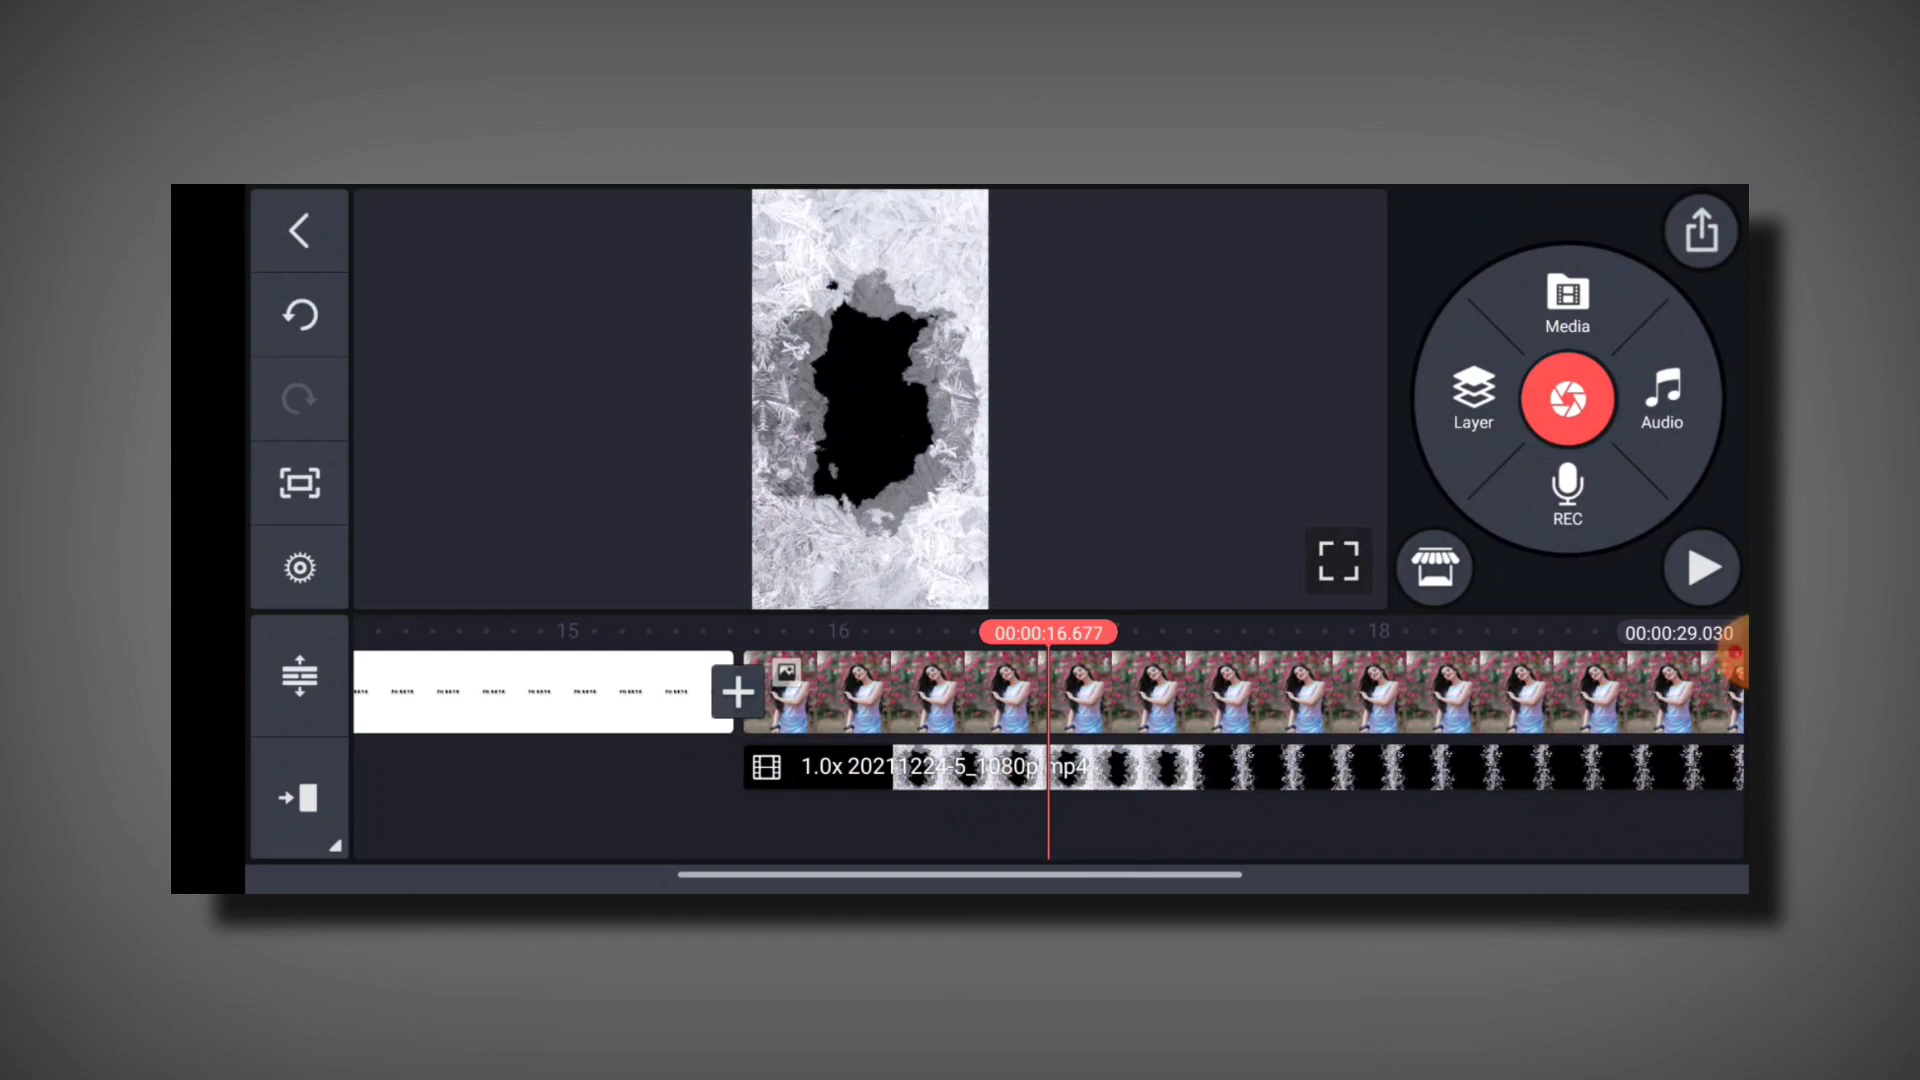 Media
Layer
Audio
REC
15
16
00:00:16.677
18
00:00:29.030
1.0x 20211224-5_1080p.mp4